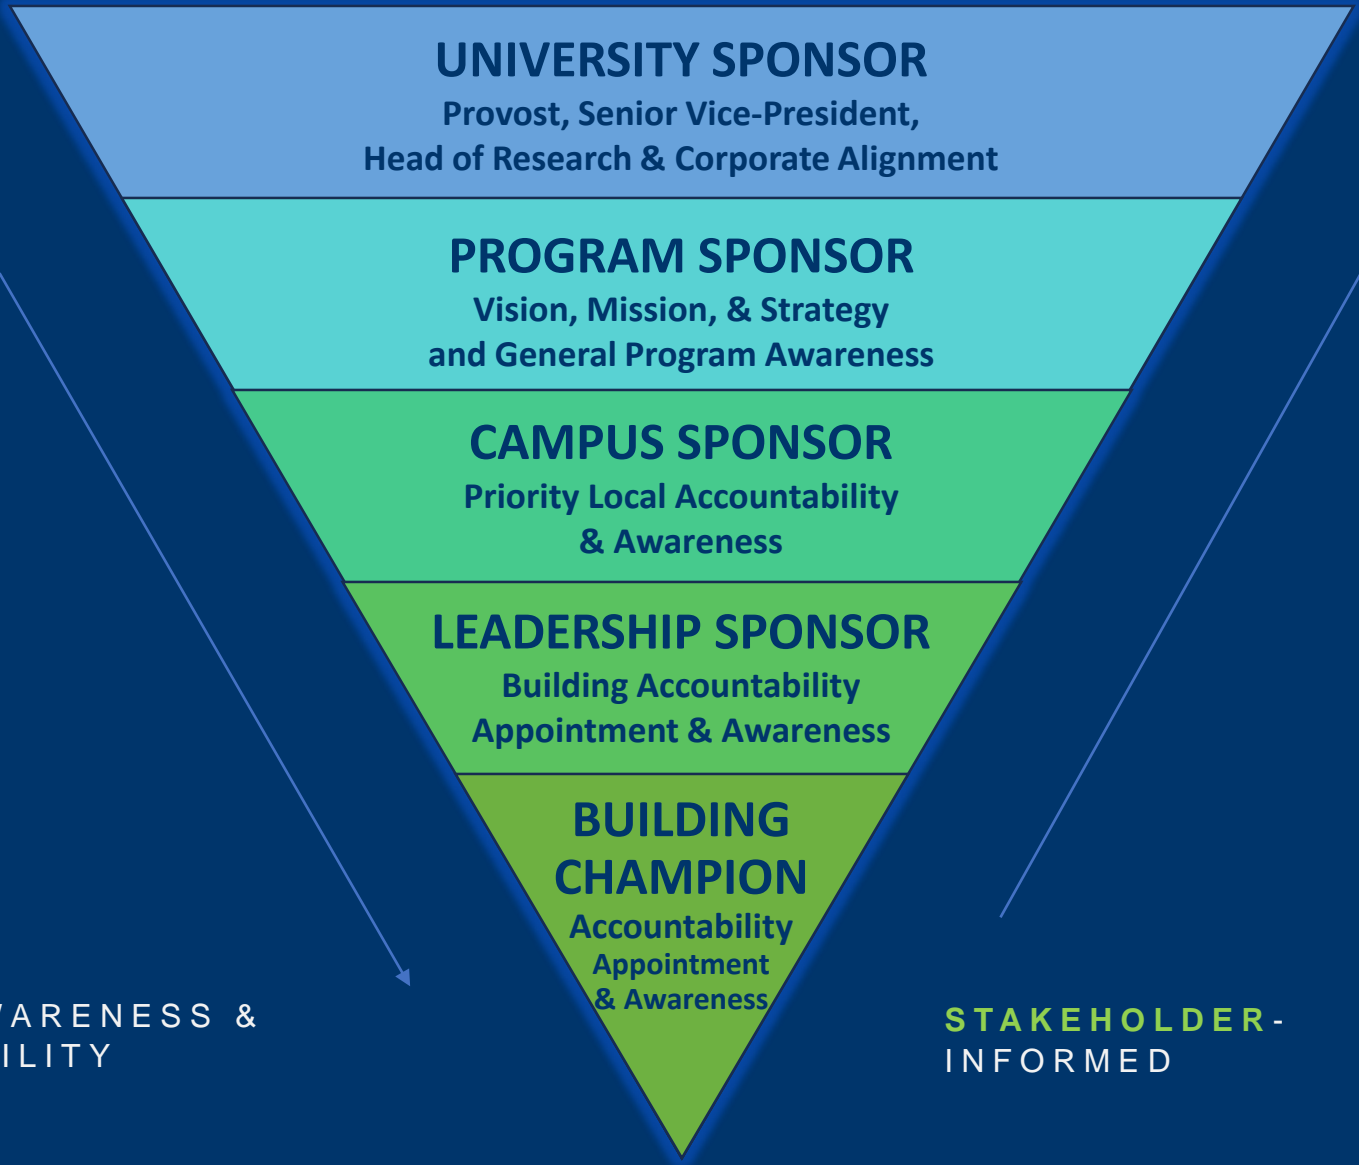 UNIVERSITY SPONSOR
Provost, Senior Vice-President,
Head of Research & Corporate Alignment
PROGRAM SPONSOR
Vision, Mission, & Strategy
and General Program Awareness
CAMPUS SPONSOR
Priority Local Accountability
& Awareness
LEADERSHIP SPONSOR
Building Accountability
Appointment & Awareness
BUILDING
CHAMPION
Accountability
Appointment
& Awareness
&
STAKEHOLDER-
INFORMED